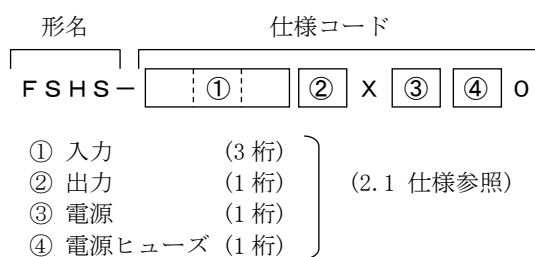 形名 仕様コード
FSHS－ ① ② X ③ ④ 0
① 入力 (3桁)
② 出力 (1桁) (2.1 仕様参照)
③ 電源 (1桁)
④ 電源ヒューズ (1桁)